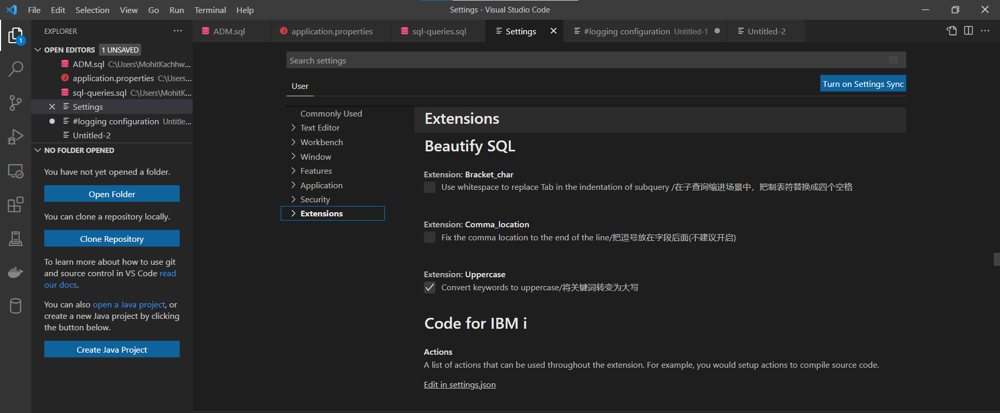 File Edit Selection View Go Run Terminal Help
Settings - Visual Studio Code
1
EXPLORER
OPEN EDITORS 1 UNSAVED
ADM.sql C:\Users\MohitKachhw...
application.properties C:\Users...
sql-queries.sql C:\Users\MohitK...
Settings
#logging configuration Untitle...
Untitled-2
NO FOLDER OPENED
You have not yet opened a folder.
Open Folder
You can clone a repository locally.
Clone Repository
To learn more about how to use git
and source control in VS Code read
our docs.
You can also open a Java project, or
create a new Java project by clicking
the button below.
Create Java Project
ADM.sql
J application.properties
sql-queries.sql
Settings
#logging configuration Untitled-1
Untitled-2
Search settings
User
Turn on Settings Sync
Commonly Used
Text Editor
Workbench
Window
Features
Application
Security
Extensions
Extensions
Beautify SQL
Extension: Bracket_char
Use whitespace to replace Tab in the indentation of subquery /在子查询缩进场景中，把制表符替换成四个空格
Extension: Comma_location
Fix the comma location to the end of the line/把逗号放在字段后面(不建议开启)
Extension: Uppercase
Convert keywords to uppercase/将关键词转变为大写
Code for IBM i
Actions
A list of actions that can be used throughout the extension. For example, you would setup actions to compile source code.
Edit in settings.json